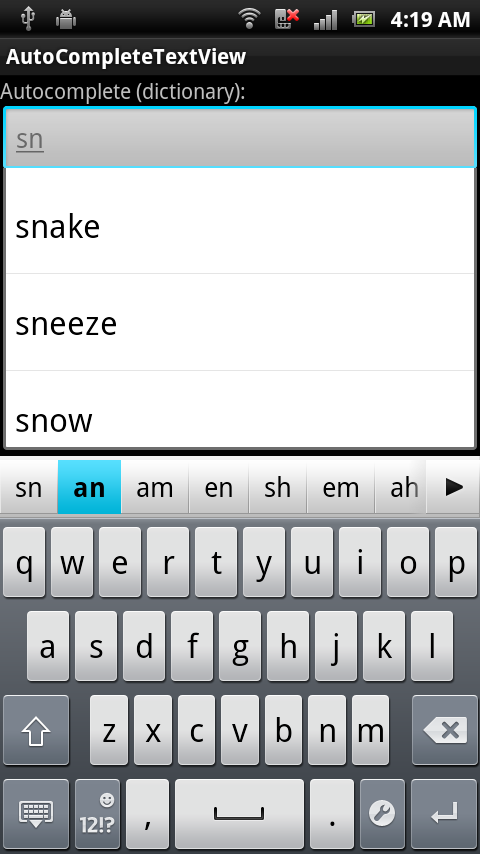 4:19 AM
AutoCompleteTextView
Autocomplete (dictionary):
sn
snake
sneeze
snow
sn an am en sh em ah
q w e r t y u i o p
a s d f g h j k l
z x c v b n m
12!? , .